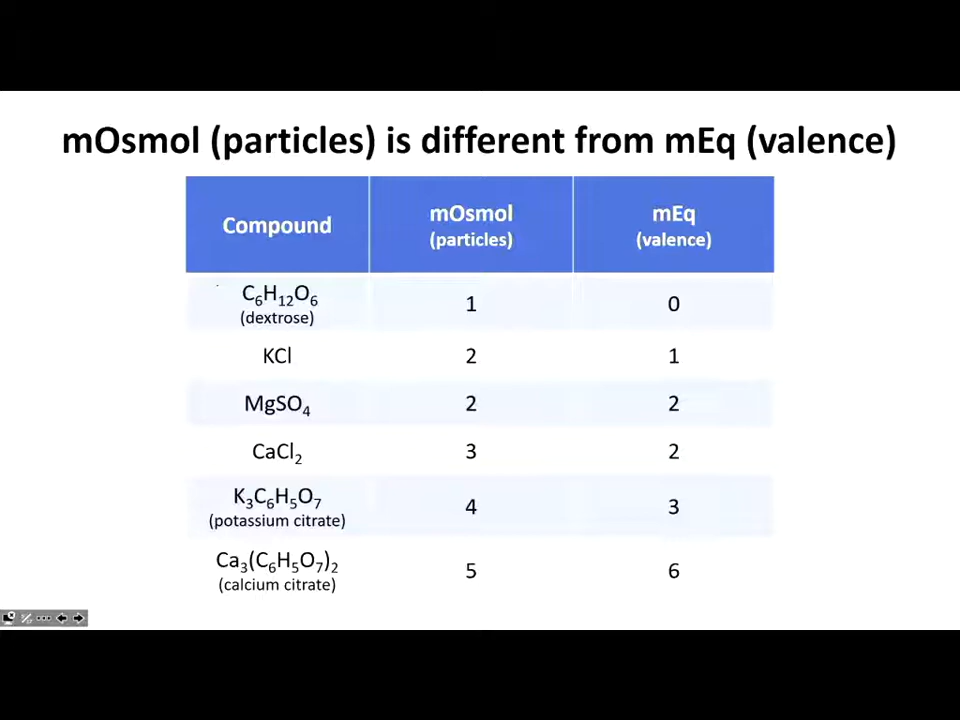 mOsmol (particles) is different from mEq (valence)
Compound
mOsmol
(particles)
mEq
(valence)
C₆H₁₂O₆
(dextrose)
1
0
KCl
2
1
MgSO₄
2
2
CaCl₂
3
2
K₃C₆H₅O₇
(potassium citrate)
4
3
Ca₃(C₆H₅O₇)₂
(calcium citrate)
5
6